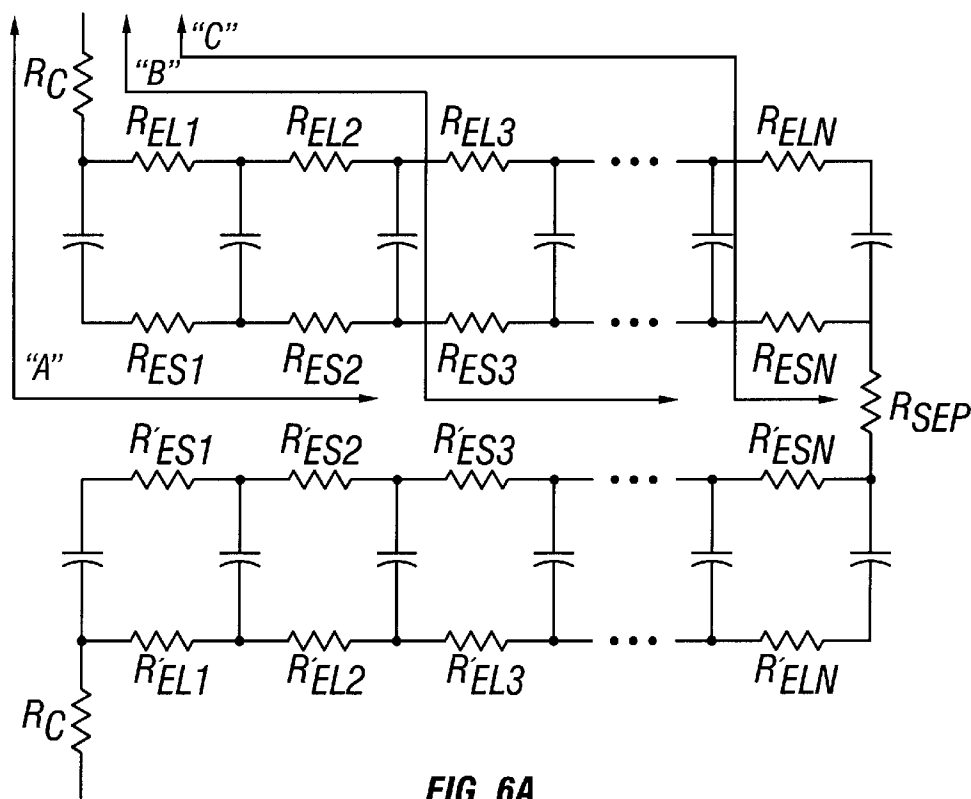 "C"
R_C "B"
R_EL1 R_EL2 R_EL3 R_ELN
• • •
• • •
R_ES1 R_ES2 R_ES3 R_ESN
"A"
R_SEP
R'_ES1 R'_ES2 R'_ES3 R'_ESN
• • •
• • •
R'_EL1 R'_EL2 R'_EL3 R'_ELN
R_C
FIG. 6A